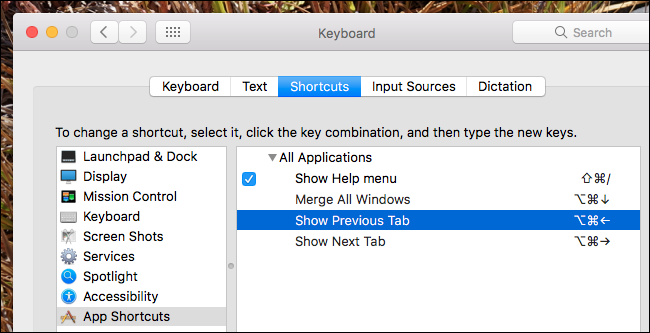 Keyboard
Search
Keyboard Text Shortcuts Input Sources Dictation
To change a shortcut, select it, click the key combination, and then type the new keys.
Launchpad & Dock
Display
Mission Control
Keyboard
Screen Shots
Services
Spotlight
Accessibility
App Shortcuts
All Applications
Show Help menu ⇧⌘/
Merge All Windows ⌥⌘↓
Show Previous Tab ⌥⌘←
Show Next Tab ⌥⌘→